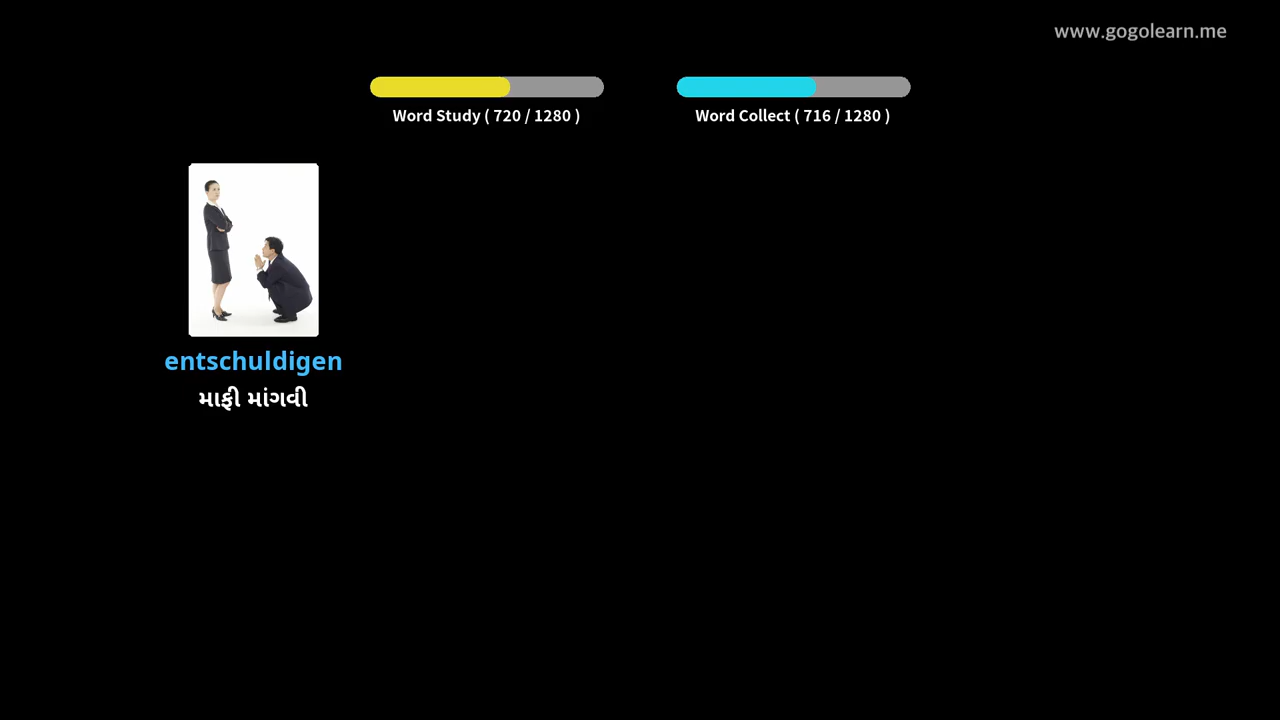 www.gogolearn.me
Word Study ( 720 / 1280 )
Word Collect ( 716 / 1280 )
entschuldigen
માફી માંગવી